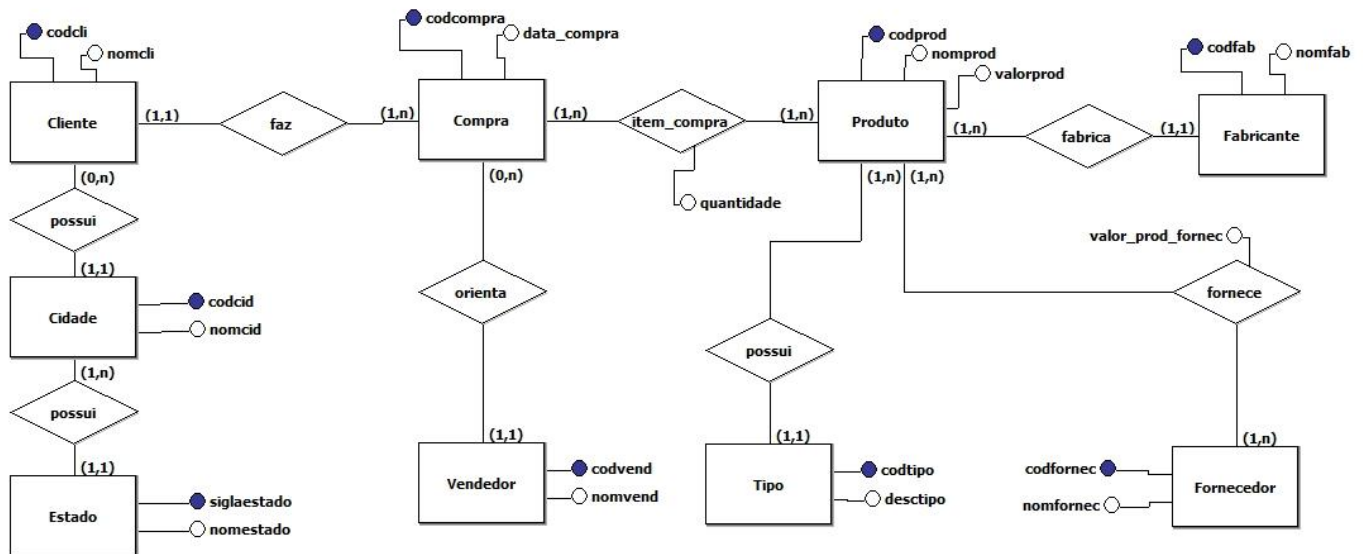 codcli
nomcli
Cliente
(1,1)
faz
(1,n)
codcompra
data_compra
Compra
(1,n)
item_compra
quantidade
(1,n)
codprod
nomprod
valorprod
Produto
(1,n)
fabrica
(1,1)
codfab
nomfab
Fabricante
(0,n)
possui
(1,1)
Cidade
codcid
nomcid
(1,n)
possui
(1,1)
Estado
siglaestado
nomestado
(0,n)
orienta
(1,1)
Vendedor
codvend
nomvend
(1,n)
possui
(1,1)
Tipo
codtipo
desctipo
(1,n)
valor_prod_fornec
fornece
(1,n)
codfornec
nomfornec
Fornecedor